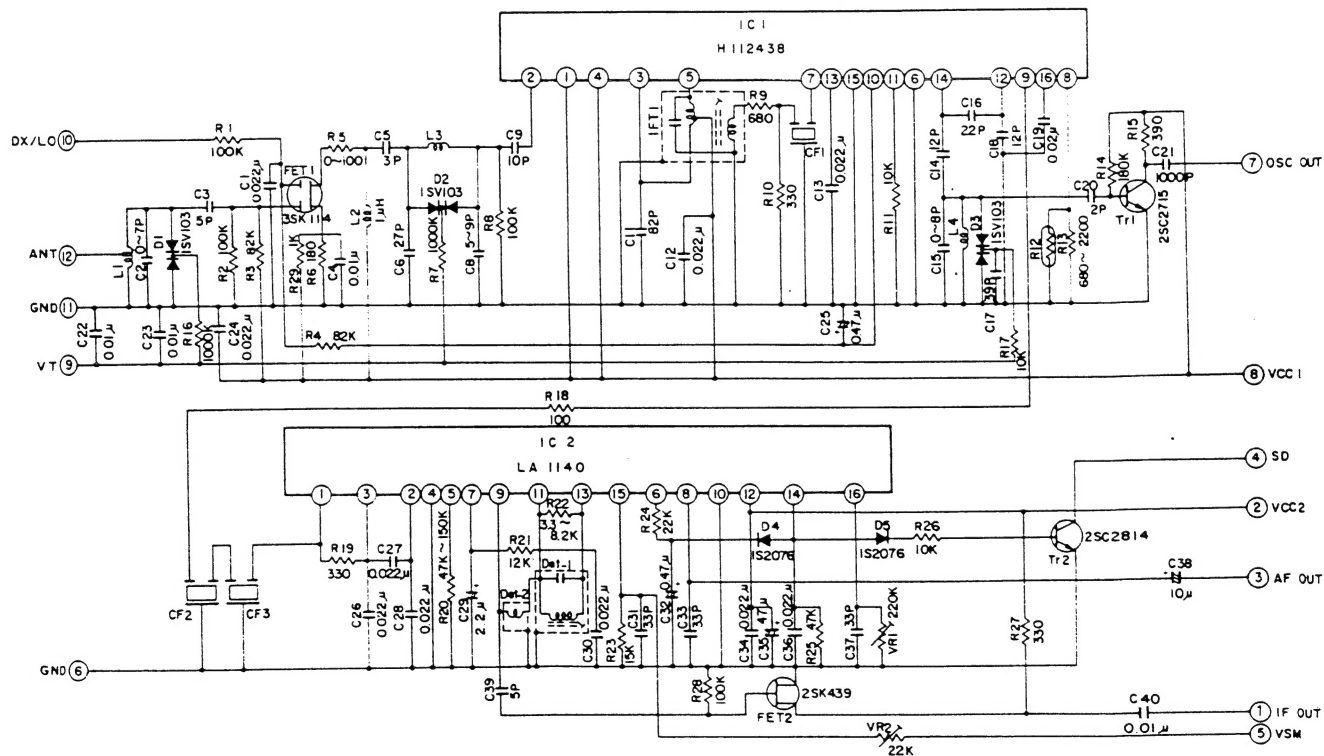 IC1
H112438
2
1
4
3
5
7
13
15
10
11
6
14
12
9
16
8
DX/LO 10
R1
100K
C1
0.022μ
FET1
3SK114
R5
C5
3P
L3
C9
10P
D2
1SV103
L2
1μH
R8
100K
C6
27P
R7
1000K
C8
5~9P
IFT1
R9
680
CF1
R10
330
C13
0.022μ
R11
10K
82P
C12
0.022μ
C14 12P
C16
22P
C18
12P
C19
0.02μ
R15
390
R14
180K
C21
1000P
7 OSC OUT
C20
2P
Tr1
2SC2715
C15 0~8P
L4
D3
1SV103
C17
39P
R12
R13
680~2200
R17
10K
ANT 12
L1
C2 0~7P
D1
1SV103
C3
5P
R2 100K
R3 82K
R29 1K
R6 180
C4
0.01μ
GND 11
C22
0.01μ
C23
0.01μ
R16
1000K
C24
0.022μ
R4 82K
C25
0.47μ
VT 9
8 VCC1
R18
100
IC2
LA1140
1
3
2
4
5
7
9
11
13
15
6
8
10
12
14
16
4 SD
2 VCC2
R22
3.3~
8.2K
R24
22K
D4
1S2076
D5
1S2076
R26
10K
Tr2
2SC2814
C38
10μ
3 AF OUT
CF2
CF3
R19
330
C27
0.022μ
C26
0.022μ
C28
0.022μ
R20
47K~150K
C29
2.2μ
R21
12K
Det-1
Det-2
C30
0.022μ
R23
15K
C31
33P
C32
0.47μ
C33
33P
C34
0.022μ
C35
47μ
C36
0.022μ
R25
47K
C37
33P
VR1
220K
R27
330
GND 6
C39
5P
R28
100K
FET2
2SK439
C40
0.01μ
1 IF OUT
VR2
22K
5 VSM